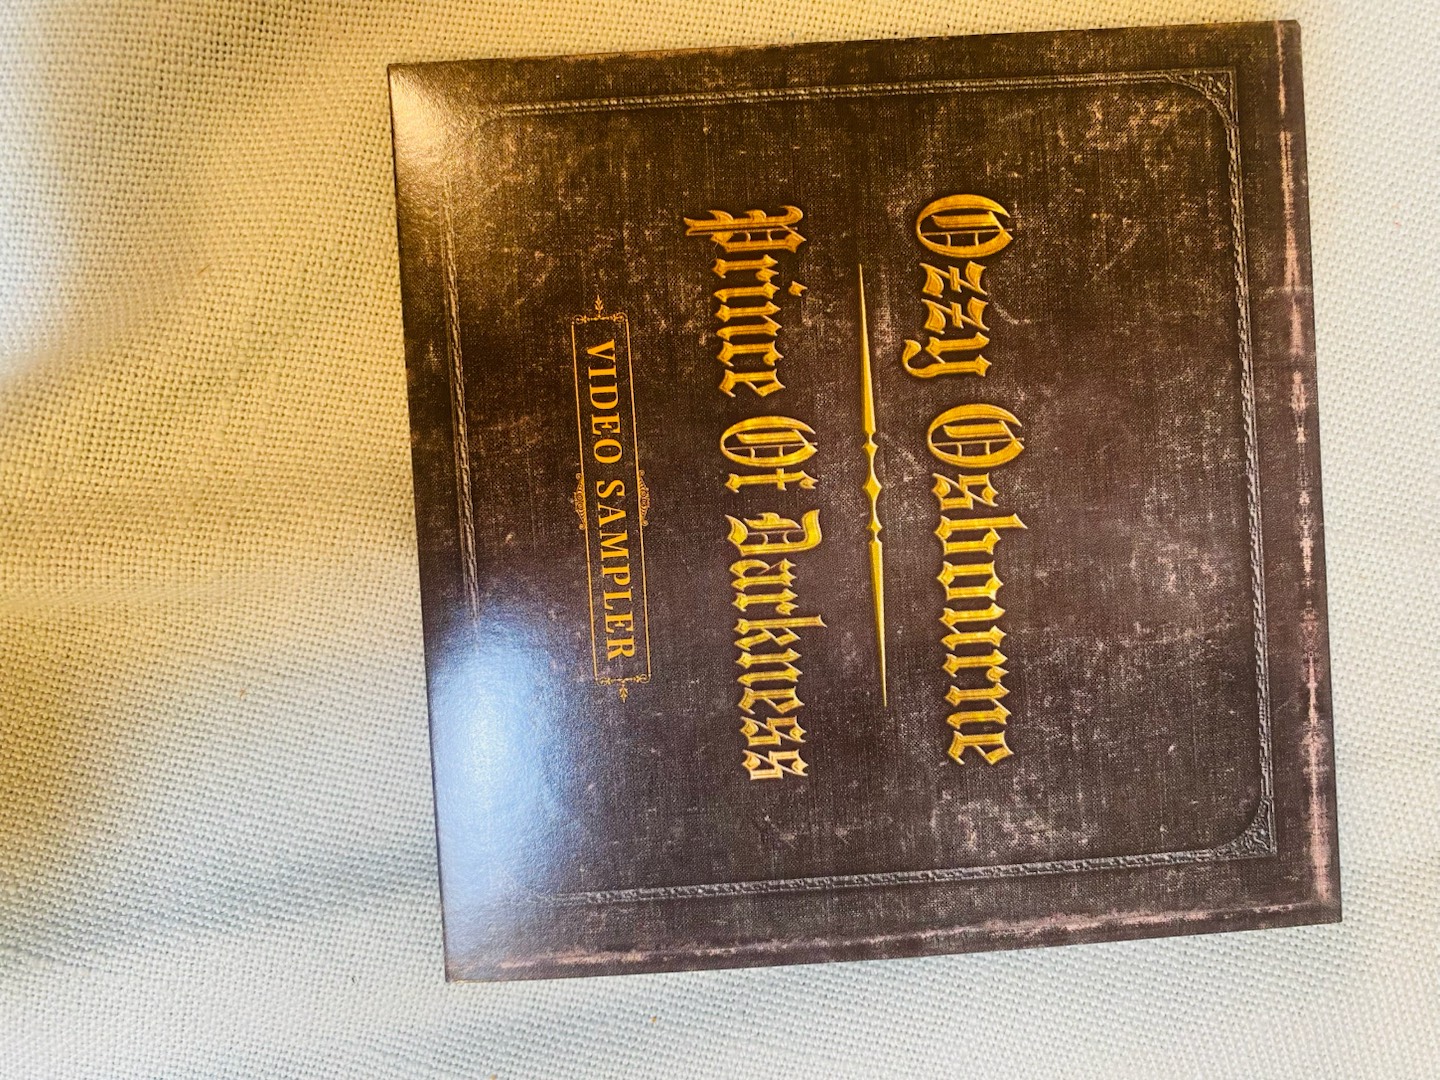 Ozzy Osbourne
Prince Of Darkness
VIDEO SAMPLER